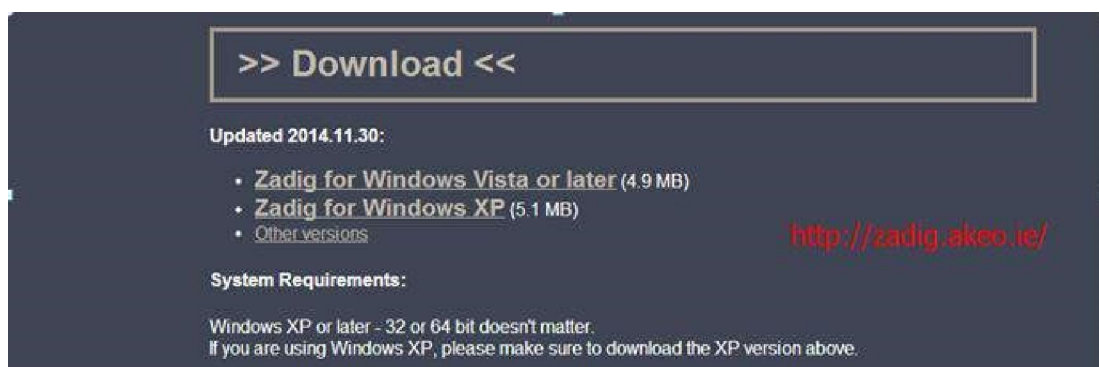 >> Download <<
Updated 2014.11.30:
• Zadig for Windows Vista or later (4.9 MB)
• Zadig for Windows XP (5.1 MB)
• Other versions
http://zadig.akeo.ie/
System Requirements:
Windows XP or later - 32 or 64 bit doesn't matter.
If you are using Windows XP, please make sure to download the XP version above.